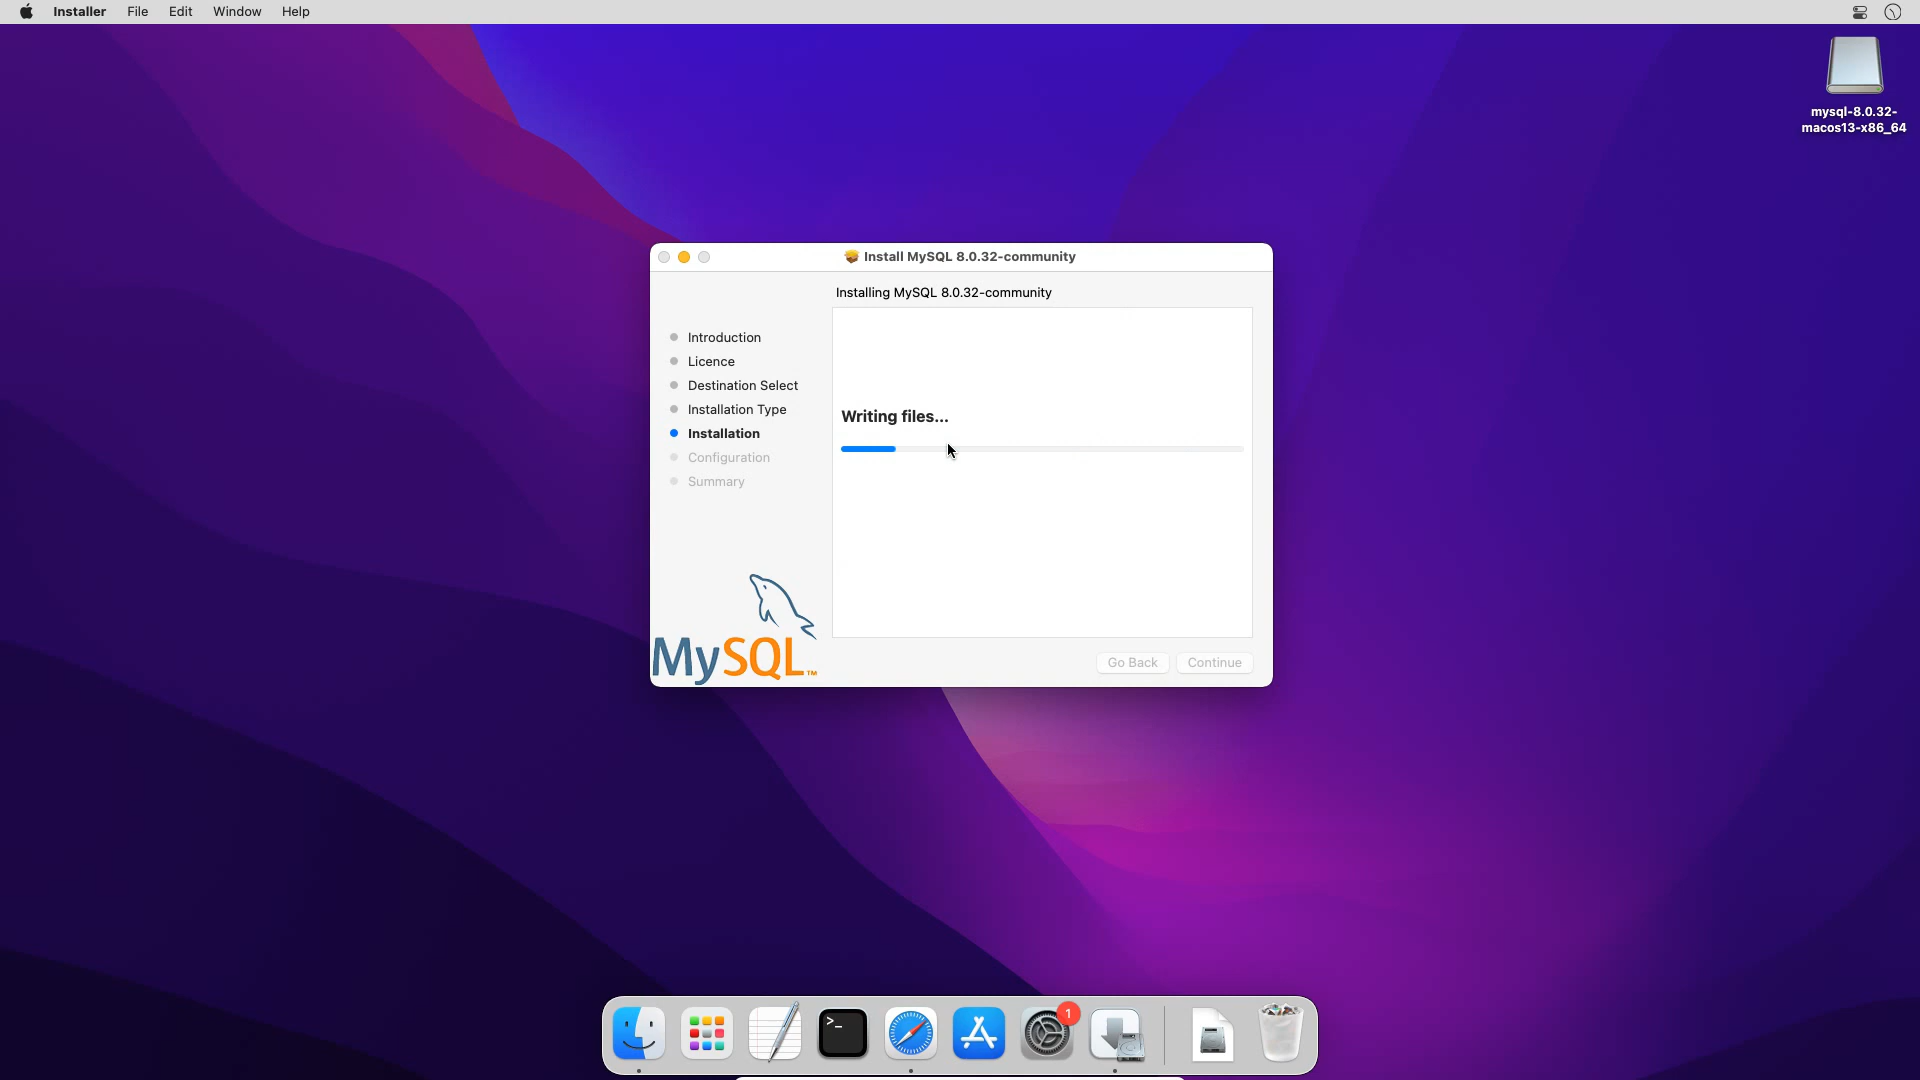 Installer File Edit Window Help
mysql-8.0.32-
macos13-x86_64
Install MySQL 8.0.32-community
Installing MySQL 8.0.32-community
Introduction
Licence
Destination Select
Installation Type
Installation
Configuration
Summary
Writing files...
MySQL™
Go Back Continue
>_
1